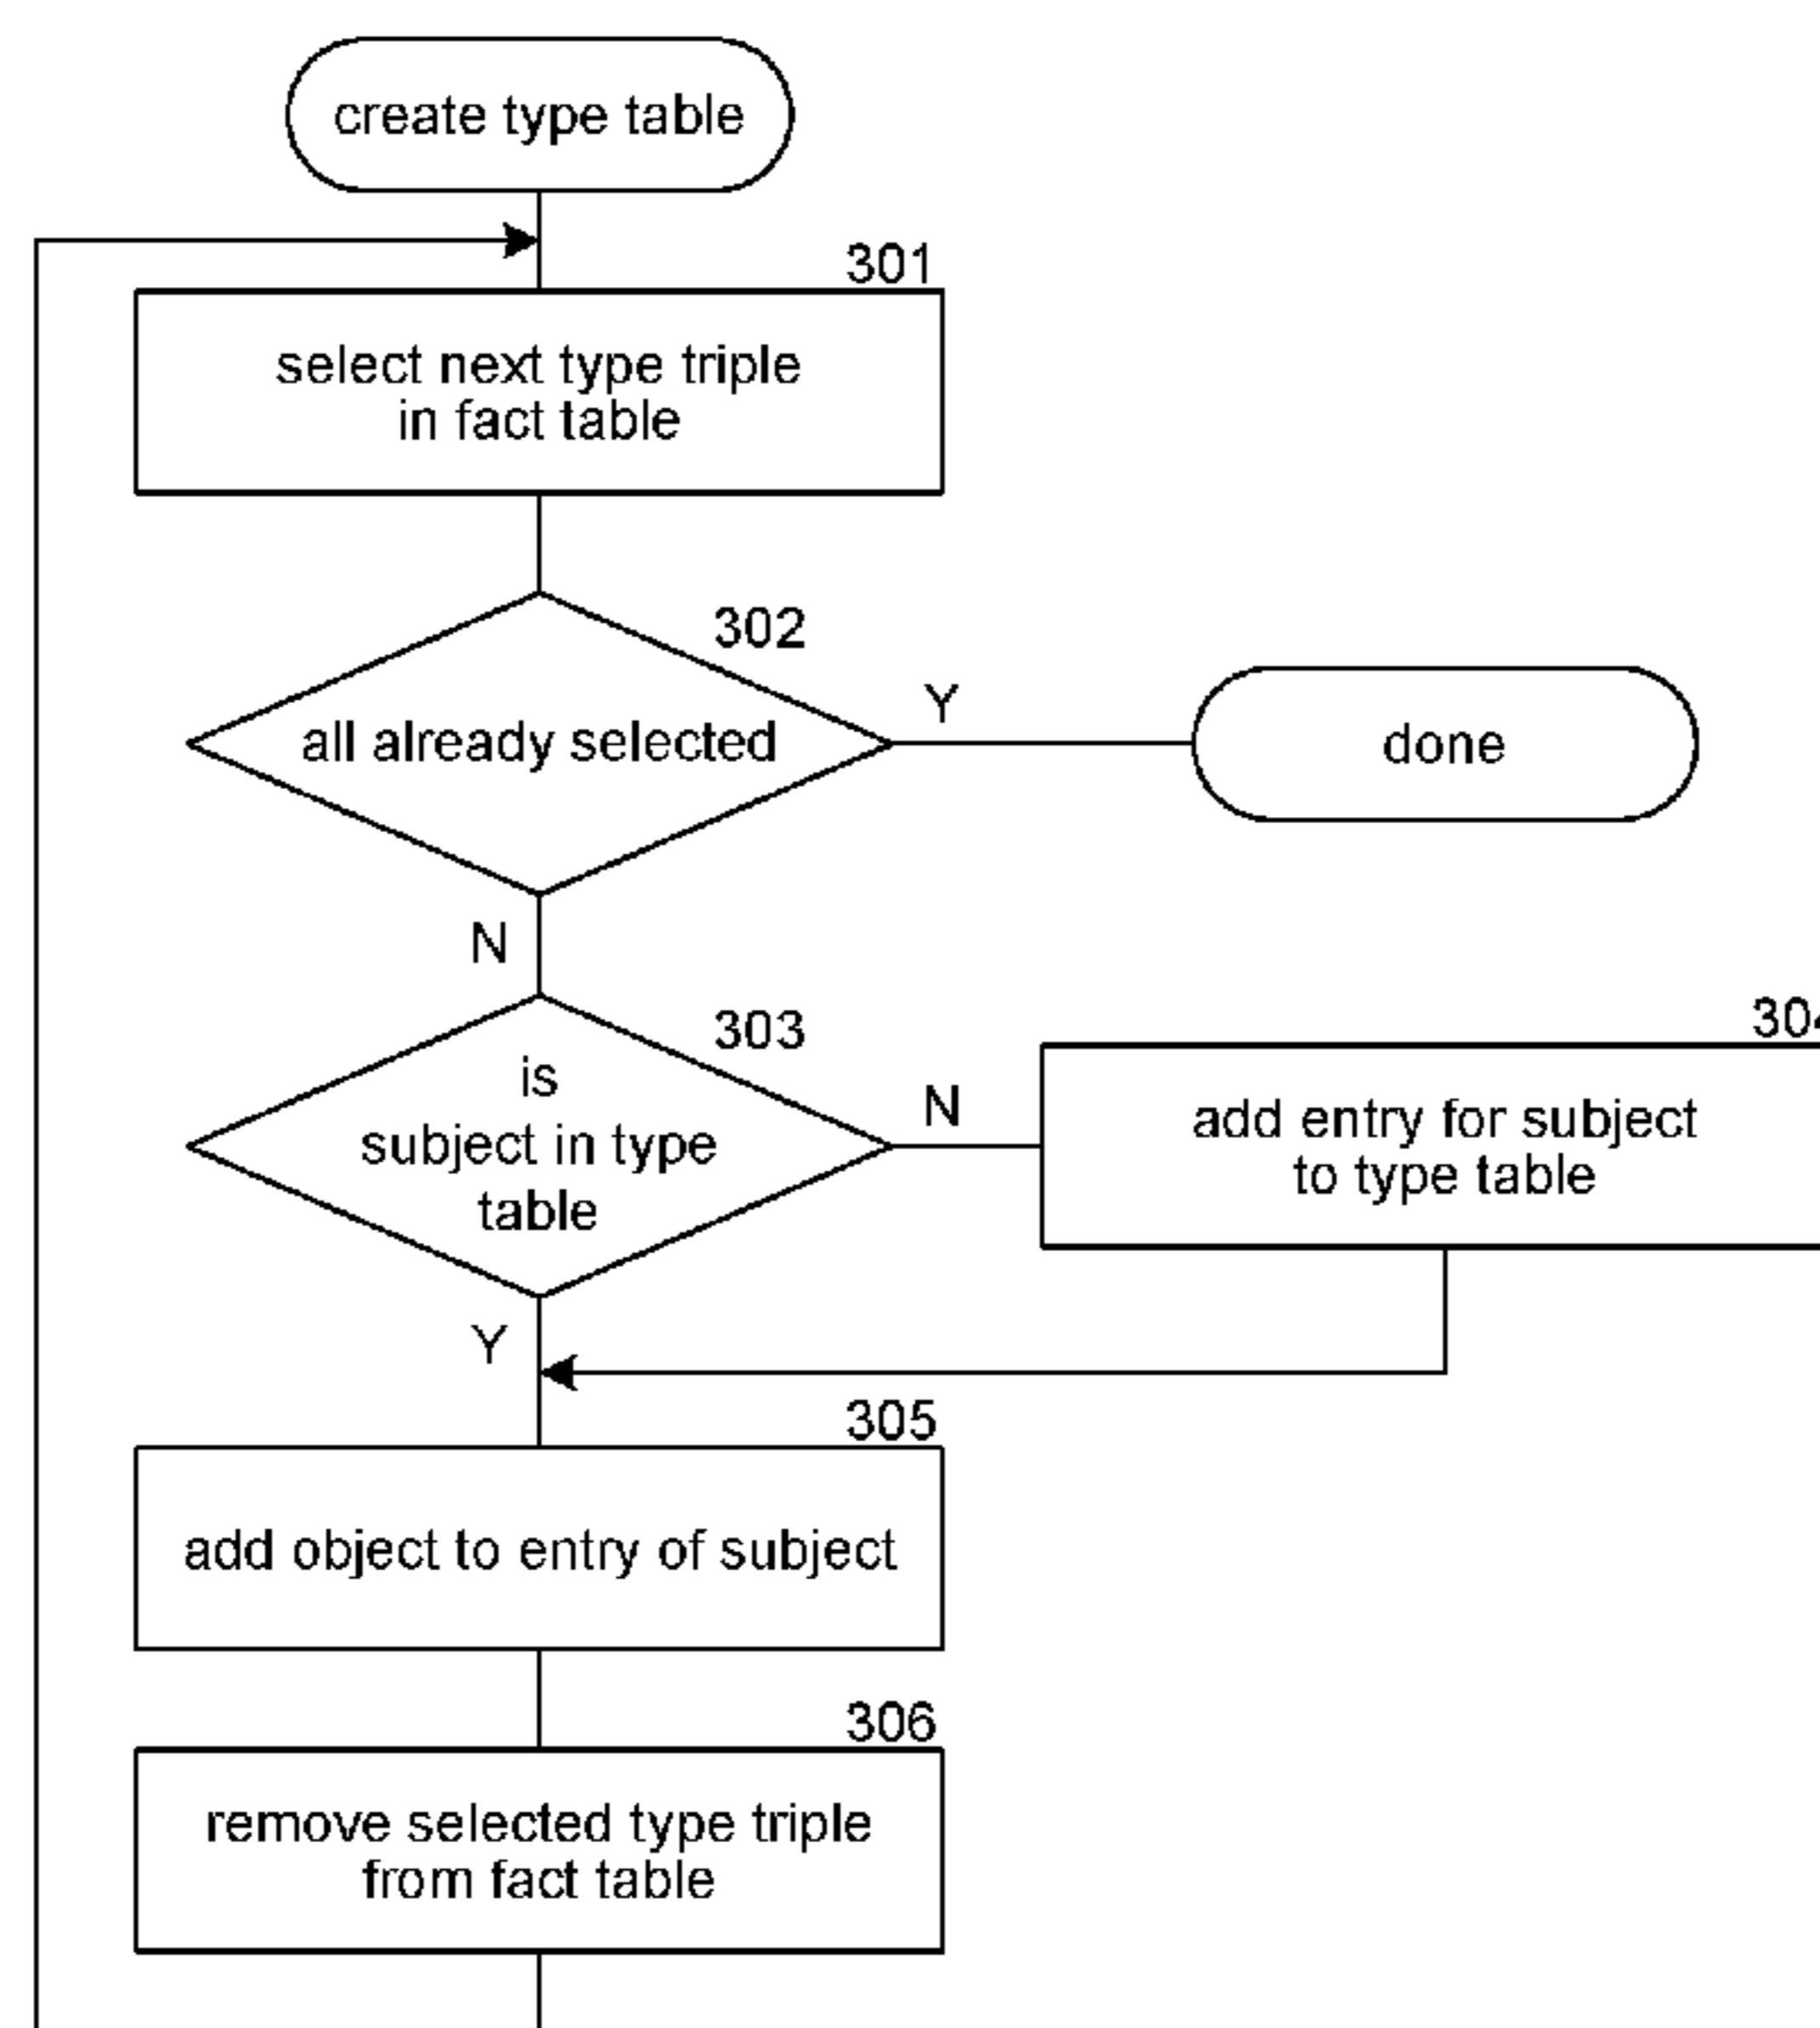 create type table
301
select next type triple
in fact table
302
all already selected
Y
done
N
303
is
subject in type
table
N
304
add entry for subject
to type table
Y
305
add object to entry of subject
306
remove selected type triple
from fact table